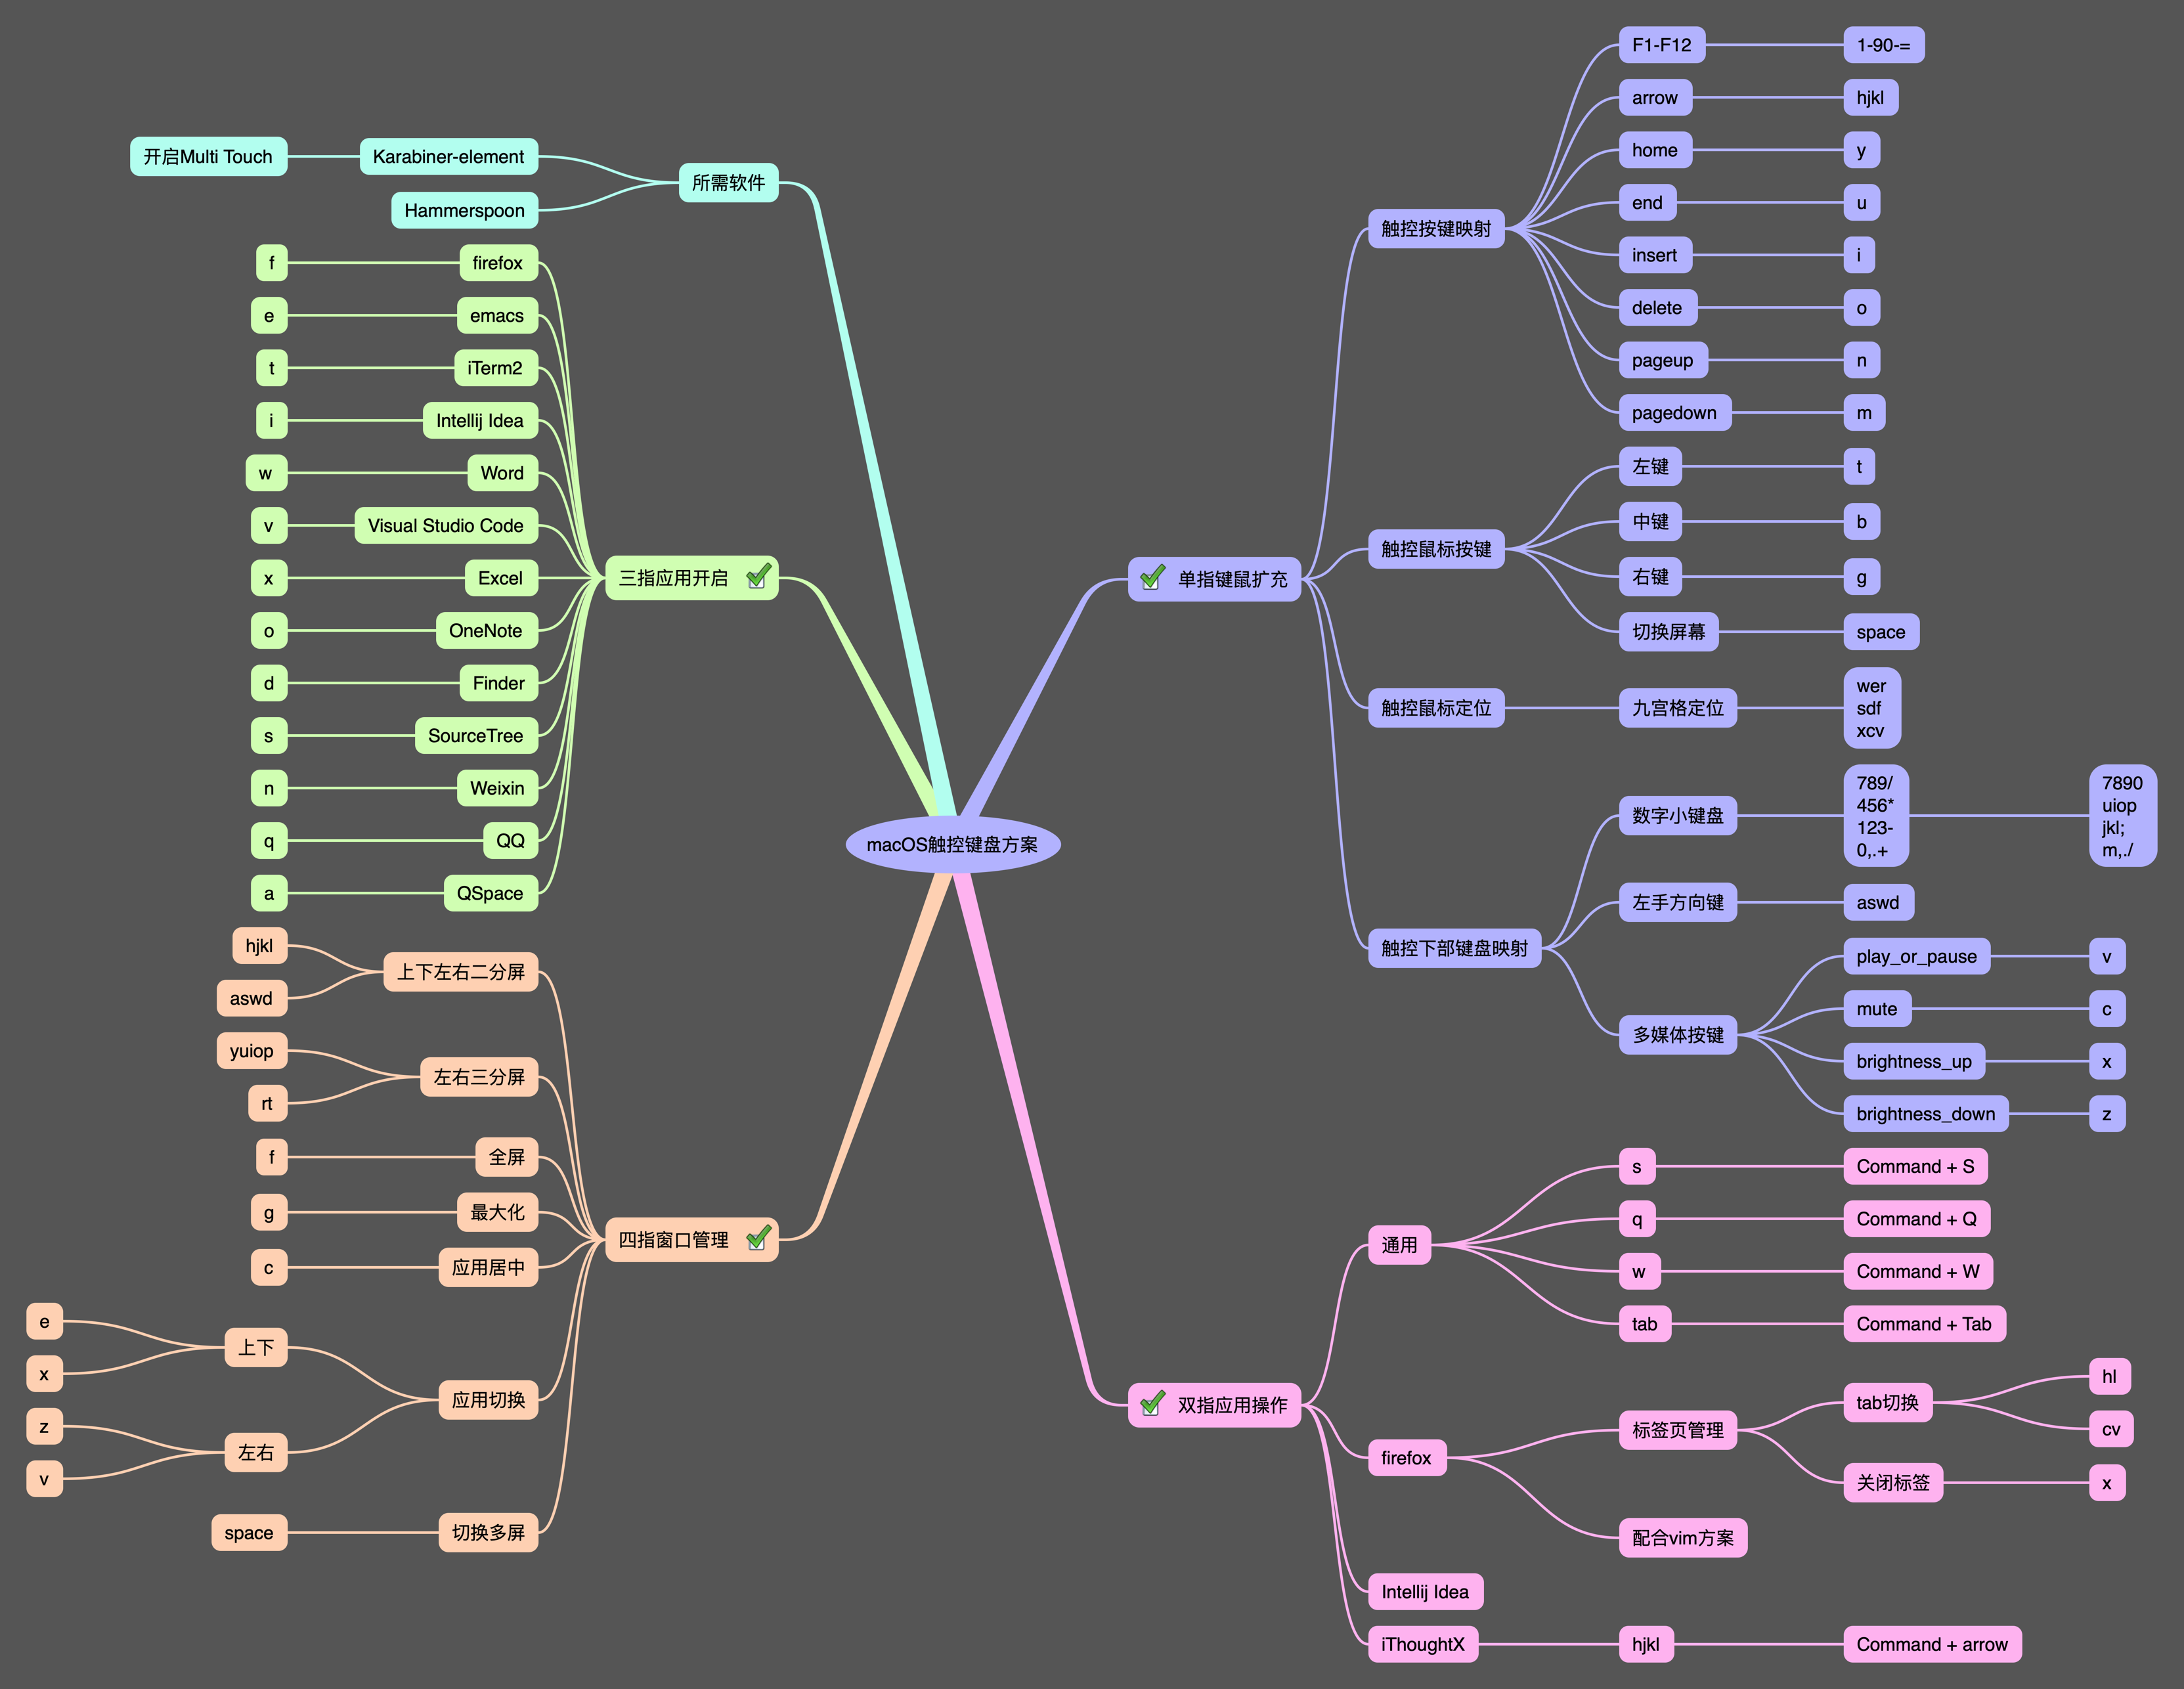 macOS触控键盘方案
所需软件
Karabiner-element
开启Multi Touch
Hammerspoon
三指应用开启
firefox
f
emacs
e
iTerm2
t
Intellij Idea
i
Word
w
Visual Studio Code
v
Excel
x
OneNote
o
Finder
d
SourceTree
s
Weixin
n
QQ
q
QSpace
a
四指窗口管理
上下左右二分屏
hjkl
aswd
左右三分屏
yuiop
rt
全屏
f
最大化
g
应用居中
c
应用切换
上下
e
x
左右
z
v
切换多屏
space
单指键鼠扩充
触控按键映射
F1-F12
1-90-=
arrow
hjkl
home
y
end
u
insert
i
delete
o
pageup
n
pagedown
m
触控鼠标按键
左键
t
中键
b
右键
g
切换屏幕
space
触控鼠标定位
九宫格定位
wer
sdf
xcv
触控下部键盘映射
数字小键盘
789/
456*
123-
0,.+
7890
uiop
jkl;
m,./
左手方向键
aswd
多媒体按键
play_or_pause
v
mute
c
brightness_up
x
brightness_down
z
双指应用操作
通用
s
Command + S
q
Command + Q
w
Command + W
tab
Command + Tab
firefox
标签页管理
tab切换
hl
cv
关闭标签
x
配合vim方案
Intellij Idea
iThoughtX
hjkl
Command + arrow